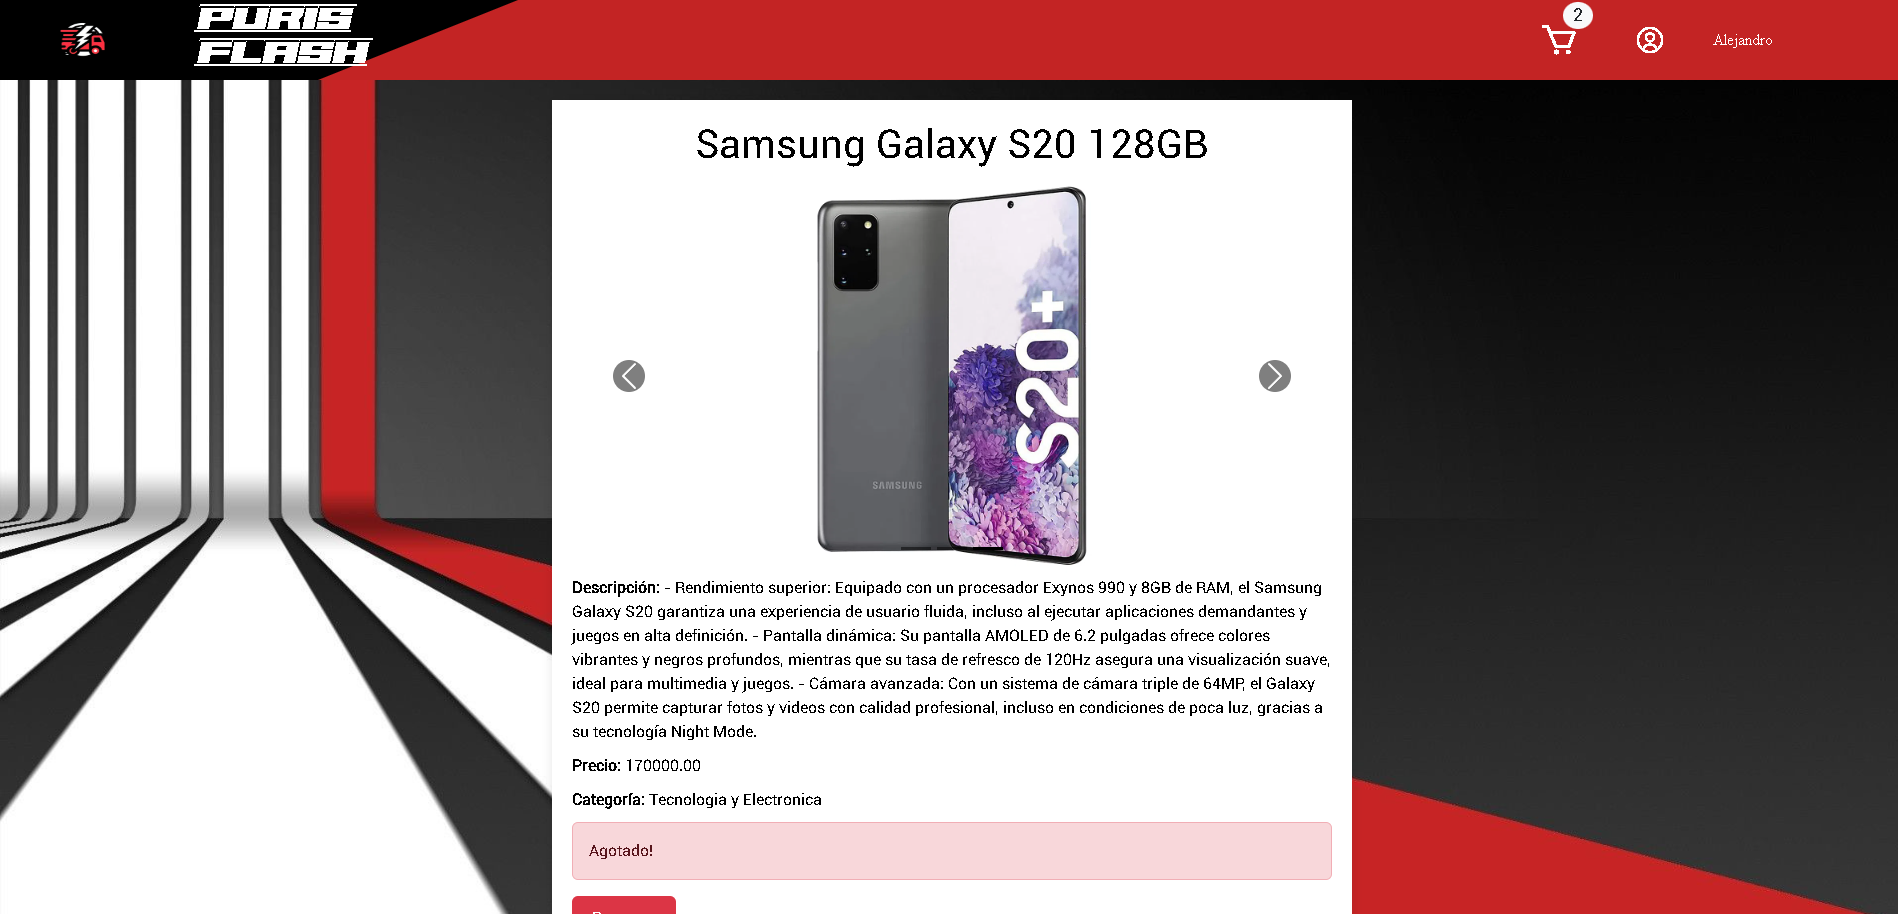 PURIS
FLASH
2
Alejandro
Samsung Galaxy S20 128GB
S20+
SAMSUNG
Descripción: - Rendimiento superior: Equipado con un procesador Exynos 990 y 8GB de RAM, el Samsung
Galaxy S20 garantiza una experiencia de usuario fluida, incluso al ejecutar aplicaciones demandantes y
juegos en alta definición. - Pantalla dinámica: Su pantalla AMOLED de 6.2 pulgadas ofrece colores
vibrantes y negros profundos, mientras que su tasa de refresco de 120Hz asegura una visualización suave,
ideal para multimedia y juegos. - Cámara avanzada: Con un sistema de cámara triple de 64MP, el Galaxy
S20 permite capturar fotos y videos con calidad profesional, incluso en condiciones de poca luz, gracias a
su tecnología Night Mode.
Precio: 170000.00
Categoría: Tecnologia y Electronica
Agotado!